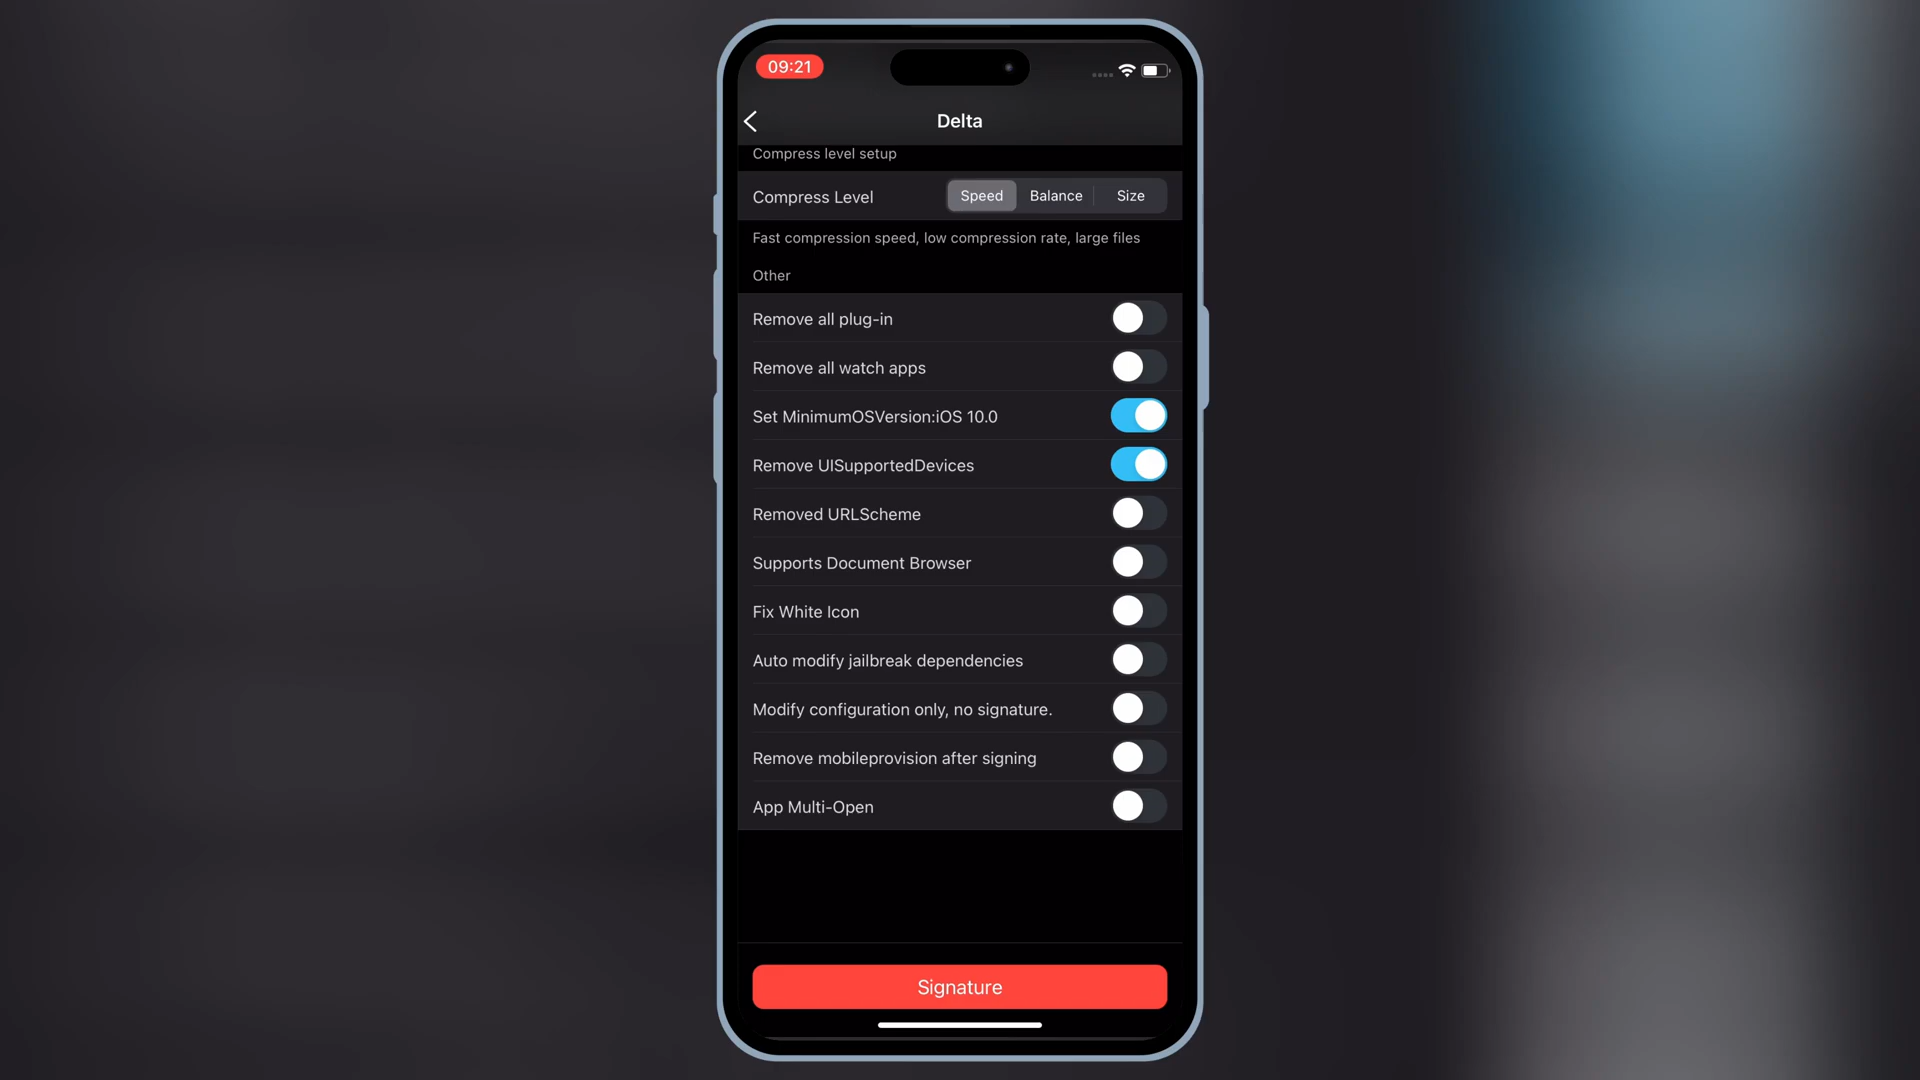 09:21
Delta
Compress level setup
Compress Level
Speed
Balance
Size
Fast compression speed, low compression rate, large files
Other
Remove all plug-in
Remove all watch apps
Set MinimumOSVersion:iOS 10.0
Remove UISupportedDevices
Removed URLScheme
Supports Document Browser
Fix White Icon
Auto modify jailbreak dependencies
Modify configuration only, no signature.
Remove mobileprovision after signing
App Multi-Open
Signature